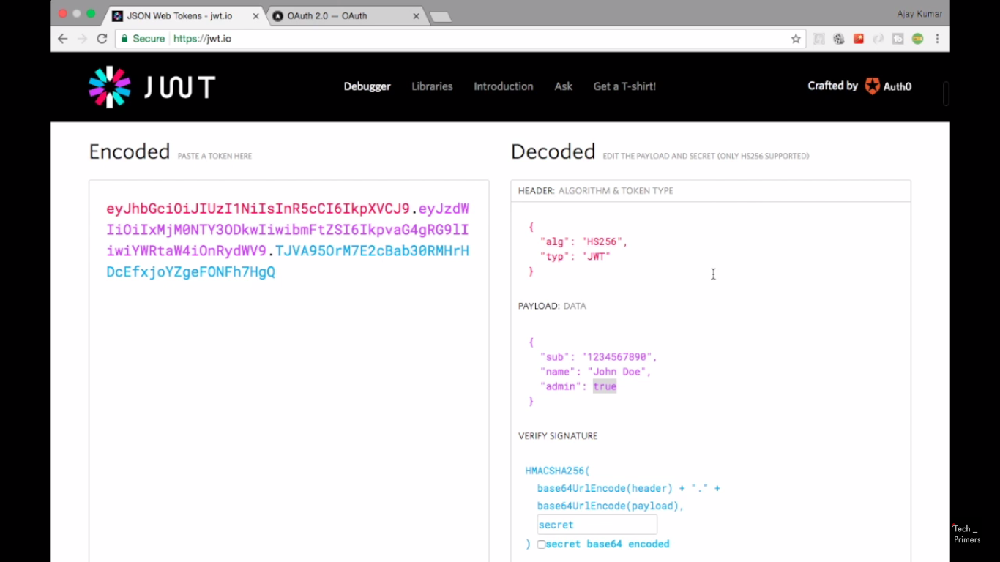 JSON Web Tokens - jwt.io
OAuth 2.0 — OAuth
Ajay Kumar
Secure https://jwt.io
JWT
Debugger Libraries Introduction Ask Get a T-shirt!
Crafted by Auth0
Encoded PASTE A TOKEN HERE
eyJhbGciOiJIUzI1NiIsInR5cCI6IkpXVCJ9.eyJzdW
IiOiIxMjM0NTY3ODkwIiwibmFtZSI6IkpvaG4gRG9lI
iwiYWRtaW4iOnRydWV9.TJVA95OrM7E2cBab30RMHrH
DcEfxjoYZgeFONFh7HgQ
Decoded EDIT THE PAYLOAD AND SECRET (ONLY HS256 SUPPORTED)
HEADER: ALGORITHM & TOKEN TYPE
{
"alg": "HS256",
"typ": "JWT"
}
PAYLOAD: DATA
{
"sub": "1234567890",
"name": "John Doe",
"admin": true
}
VERIFY SIGNATURE
HMACSHA256(
base64UrlEncode(header) + "." +
base64UrlEncode(payload),
secret
) secret base64 encoded
Tech _
Primers